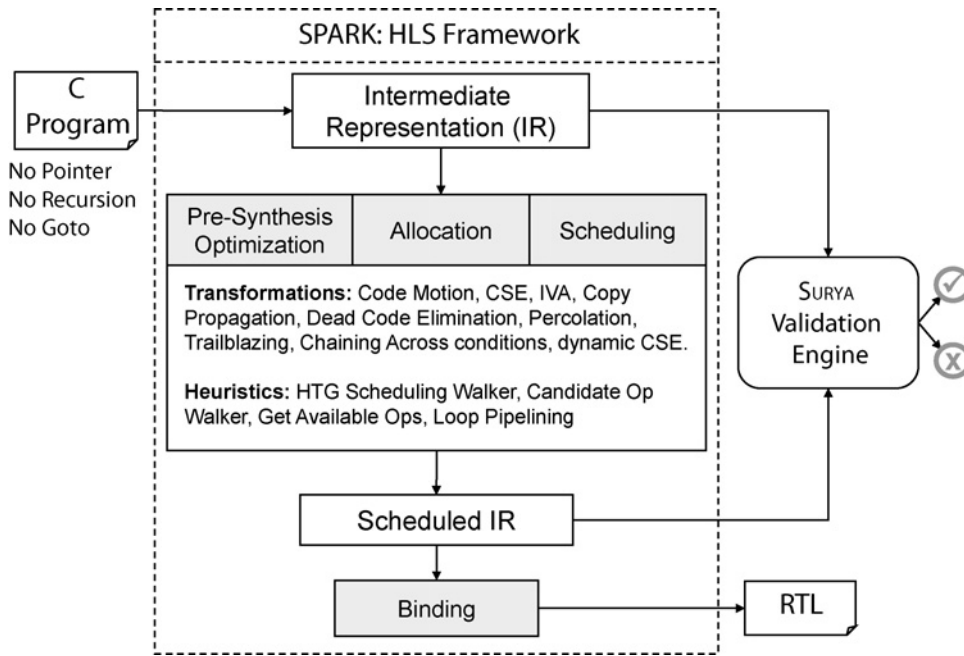 SPARK: HLS Framework
C
Program
No Pointer
No Recursion
No Goto
Intermediate
Representation (IR)
Pre-Synthesis
Optimization
Allocation
Scheduling
Transformations: Code Motion, CSE, IVA, Copy
Propagation, Dead Code Elimination, Percolation,
Trailblazing, Chaining Across conditions, dynamic CSE.
Heuristics: HTG Scheduling Walker, Candidate Op
Walker, Get Available Ops, Loop Pipelining
SURYA
Validation
Engine
Scheduled IR
Binding
RTL